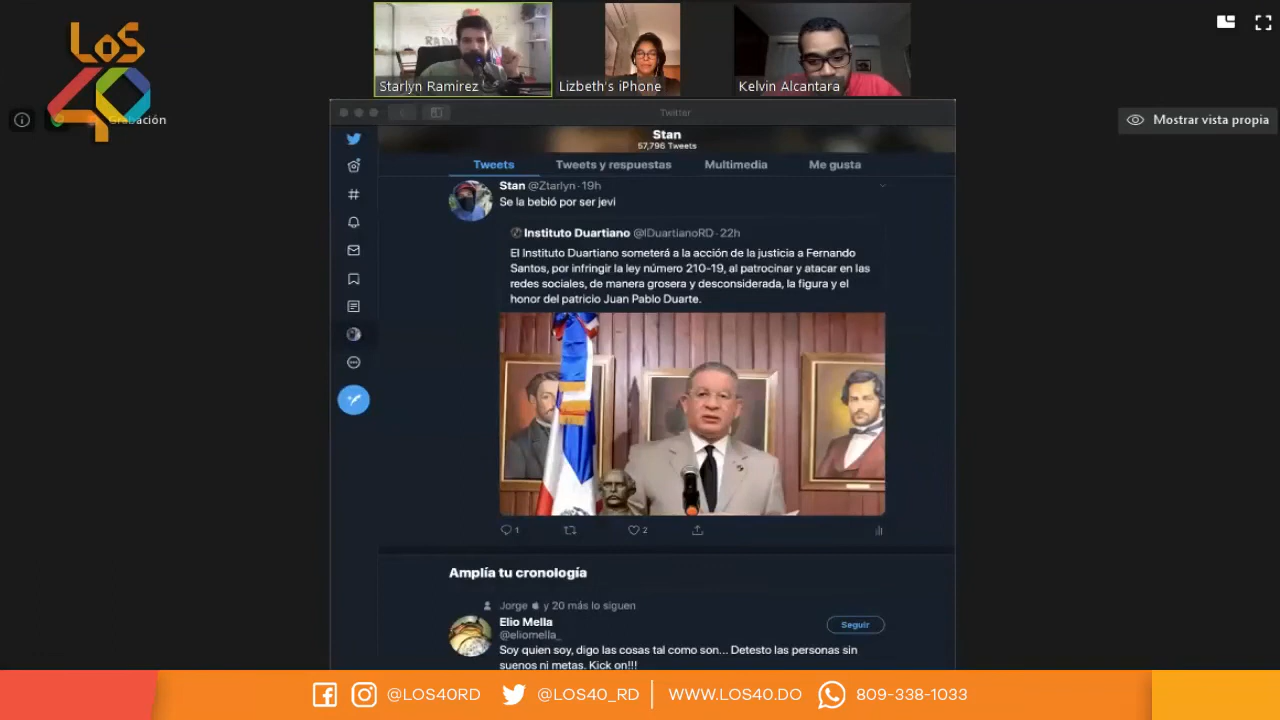 LOS
40
Starlyn Ramirez
Lizbeth's iPhone
Kelvin Alcantara
Grabación
Mostrar vista propia
Twitter
Stan
57,796 Tweets
Tweets
Tweets y respuestas
Multimedia
Me gusta
Stan @Ztarlyn · 19h
Se la bebió por ser jevi
Instituto Duartiano @IDuartianoRD · 22h
El Instituto Duartiano someterá a la acción de la justicia a Fernando
Santos, por infringir la ley número 210-19, al patrocinar y atacar en las
redes sociales, de manera grosera y desconsiderada, la figura y el
honor del patricio Juan Pablo Duarte.
1
2
Amplía tu cronología
Jorge y 20 más lo siguen
Elio Mella
@eliomella_
Seguir
Soy quien soy, digo las cosas tal como son... Detesto las personas sin
suenos ni metas. Kick on!!!
@LOS40RD
@LOS40_RD
WWW.LOS40.DO
809-338-1033